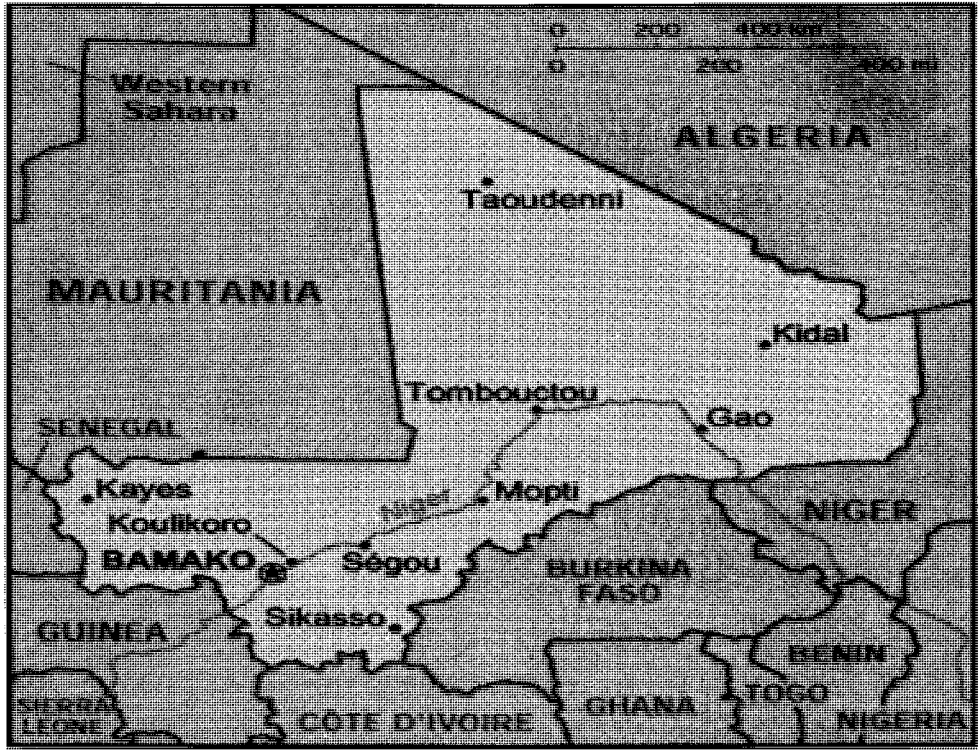 0 200 400 km
0 200 400 mi
Western
Sahara
ALGERIA
Taoudenni
MAURITANIA
Kidal
Tombouctou
Gao
SENEGAL
Kayes
Niger
Mopti
NIGER
Koulikoro
BAMAKO
Ségou
BURKINA
FASO
Sikasso
GUINEA
BENIN
SIERRA
LEONE
CÔTE D'IVOIRE
GHANA
TOGO
NIGERIA